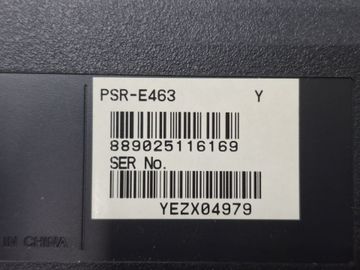 PSR-E463 Y
889025116169
SER No.
YEZX04979
IN CHINA